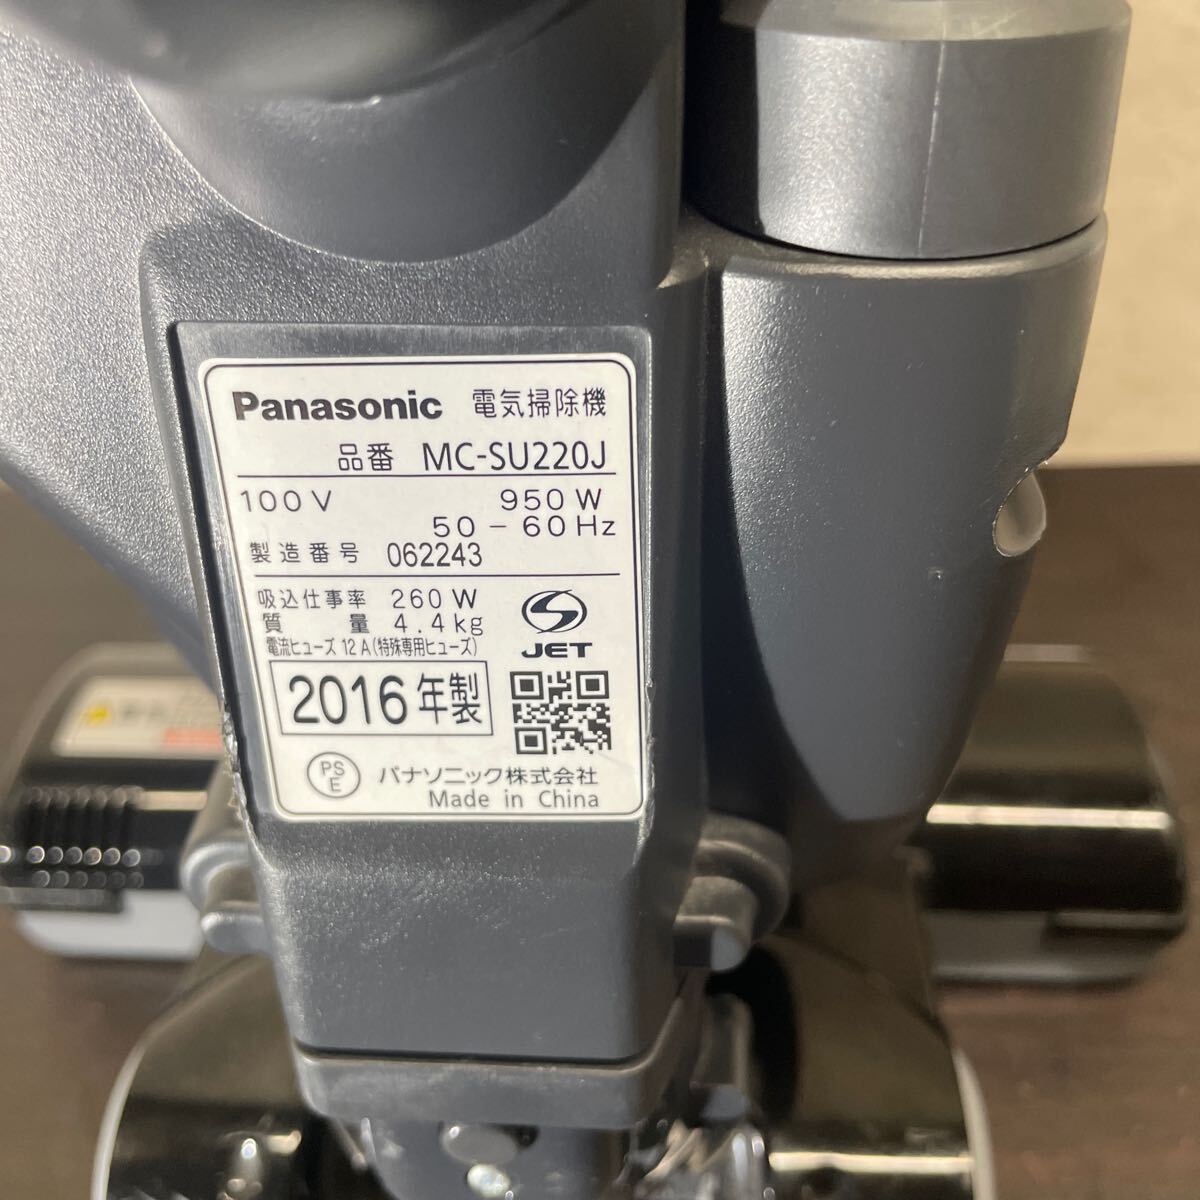 Panasonic 電気掃除機
品番 MC-SU220J
100V 950W
50-60Hz
製造番号 062243
吸込仕事率 260W
質量 4.4kg
電流ヒューズ 12A(特殊専用ヒューズ)
S JET
2016年製
PSE パナソニック株式会社
Made in China